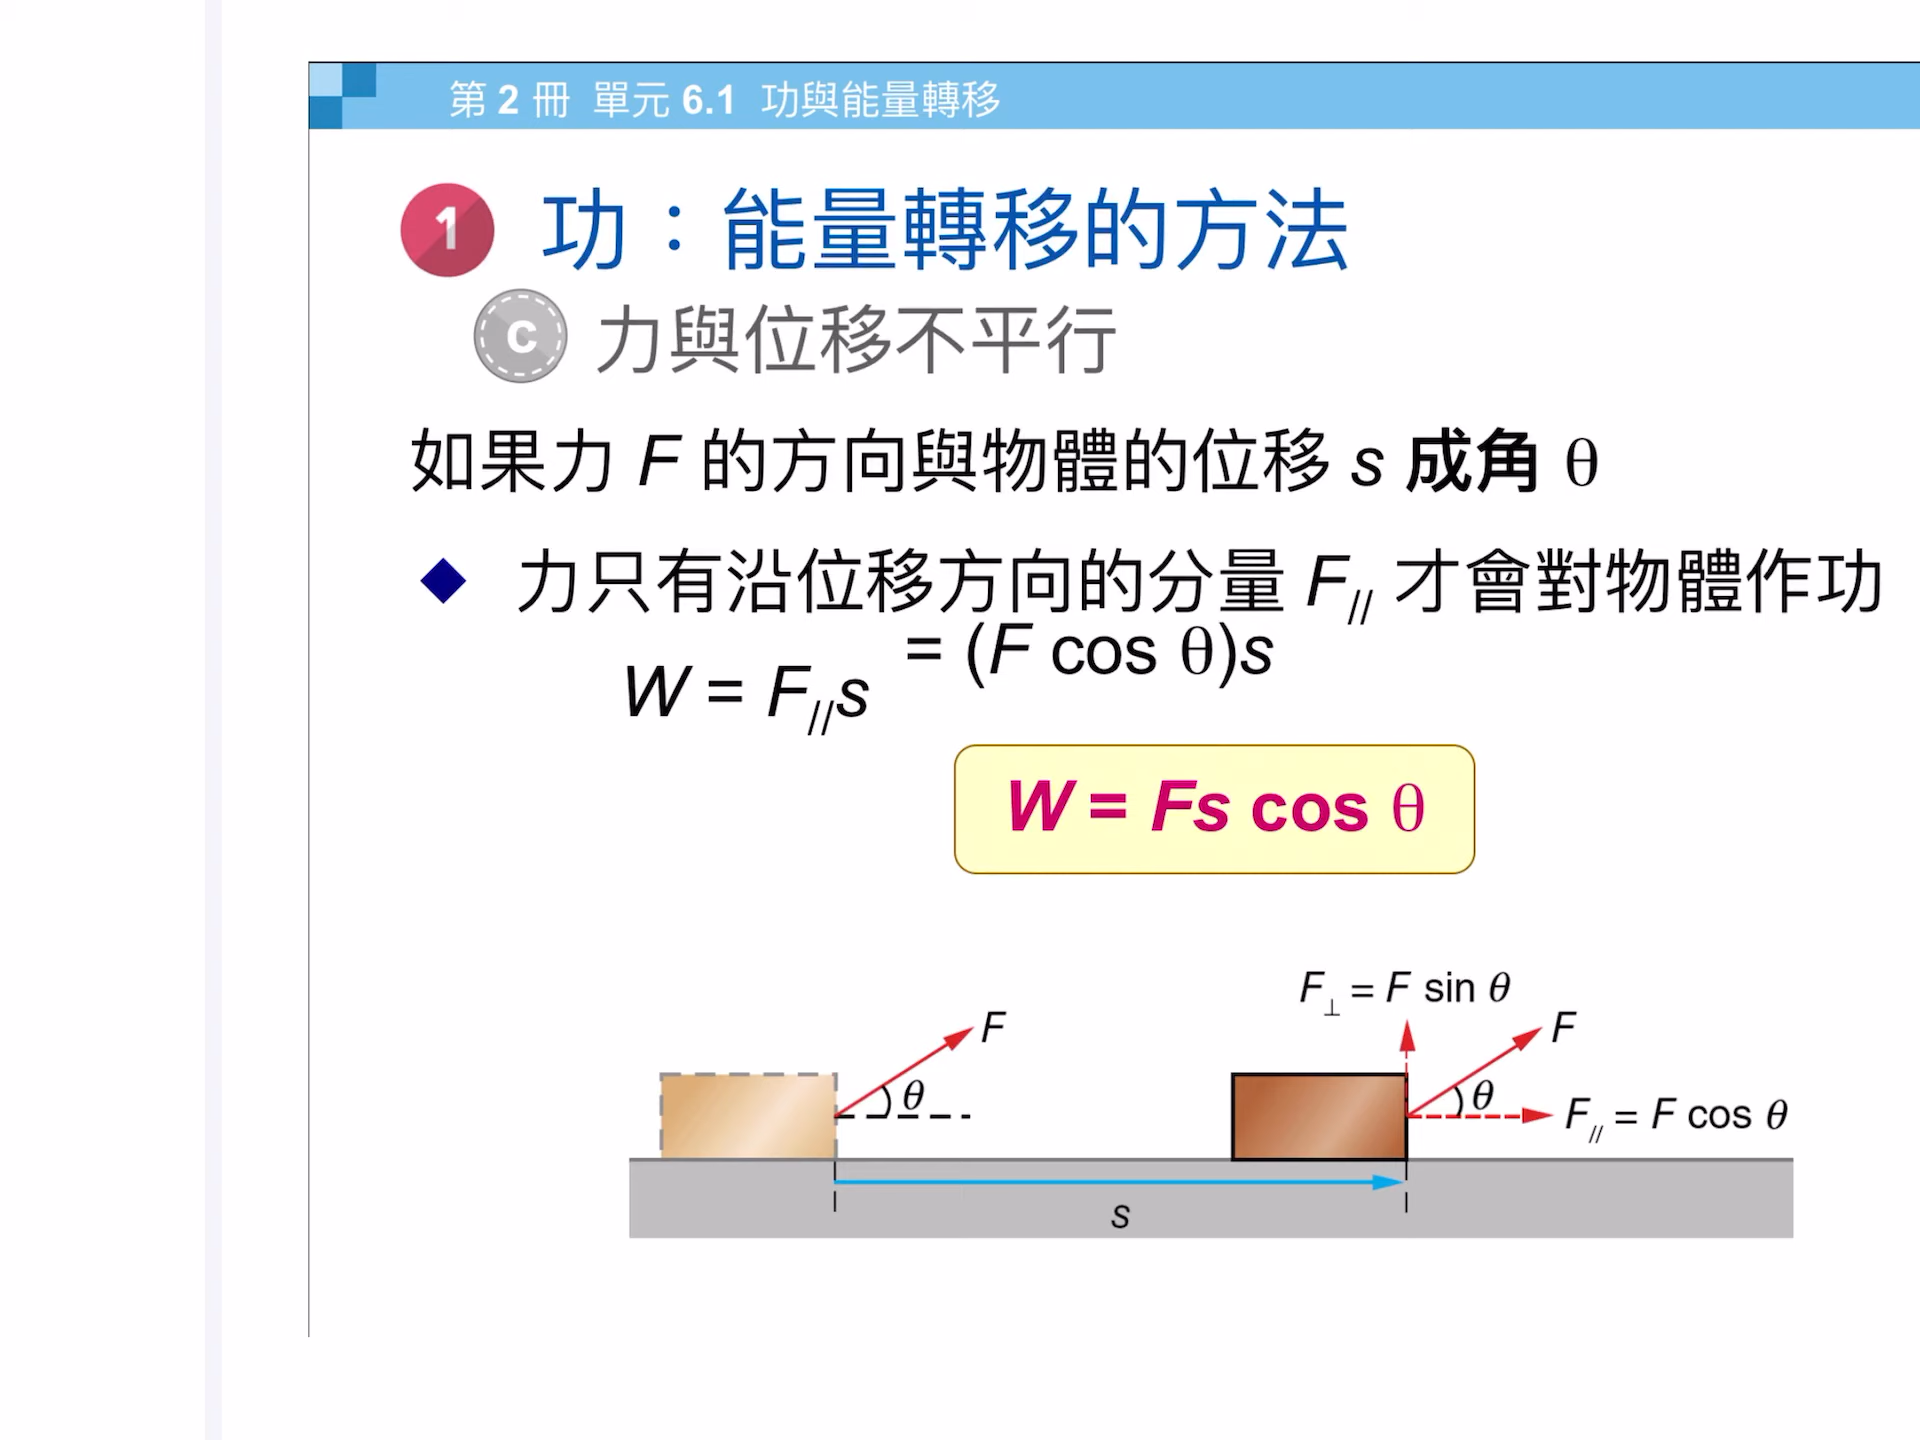 第 2 冊 單元 6.1 功與能量轉移
1 功：能量轉移的方法
C 力與位移不平行
如果力 F 的方向與物體的位移 s 成角 θ
◆ 力只有沿位移方向的分量 F// 才會對物體作功
W = F//s = (F cos θ)s
W = Fs cos θ
F⊥ = F sin θ
F
F
θ
θ
F// = F cos θ
s